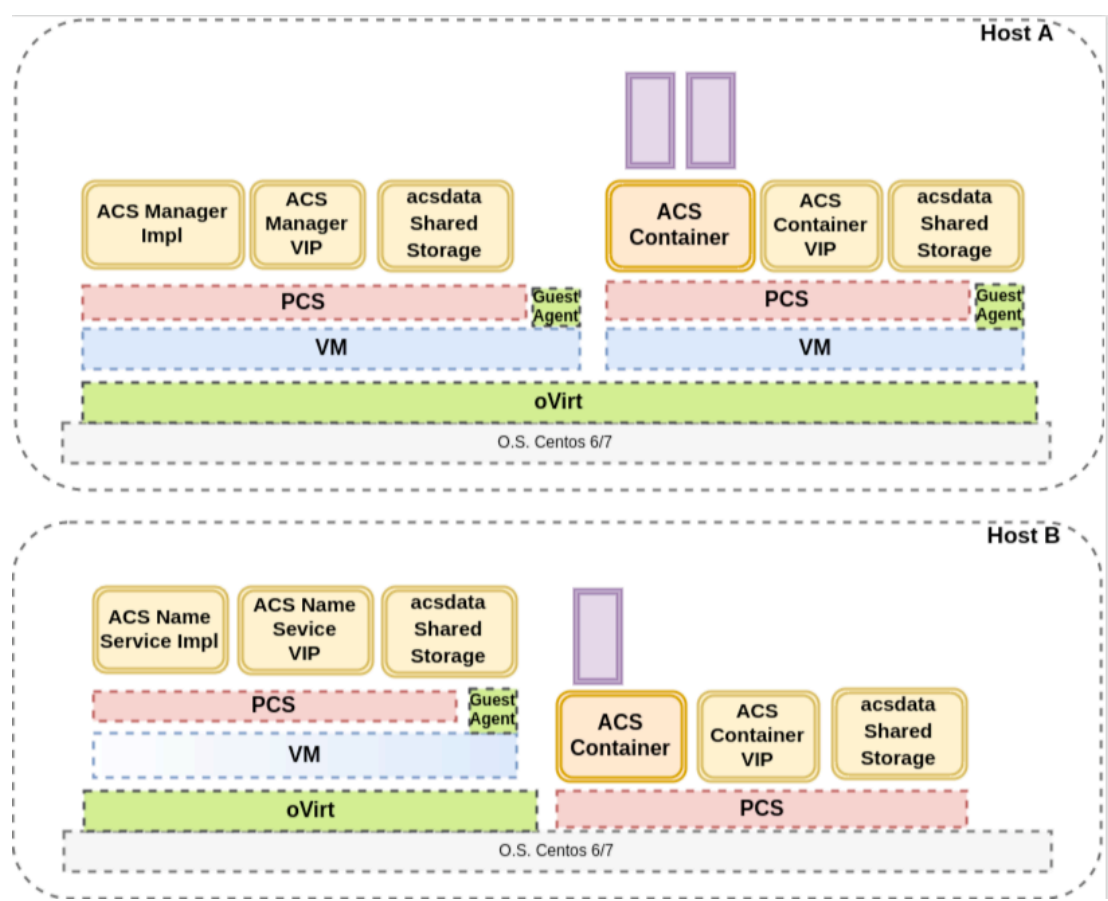 Host A
ACS Manager
Impl
ACS
Manager
VIP
acsdata
Shared
Storage
ACS
Container
ACS
Container
VIP
acsdata
Shared
Storage
PCS
Guest
Agent
PCS
Guest
Agent
VM
VM
oVirt
O.S. Centos 6/7
Host B
ACS Name
Service Impl
ACS Name
Sevice
VIP
acsdata
Shared
Storage
PCS
Guest
Agent
VM
oVirt
ACS
Container
ACS
Container
VIP
acsdata
Shared
Storage
PCS
O.S. Centos 6/7